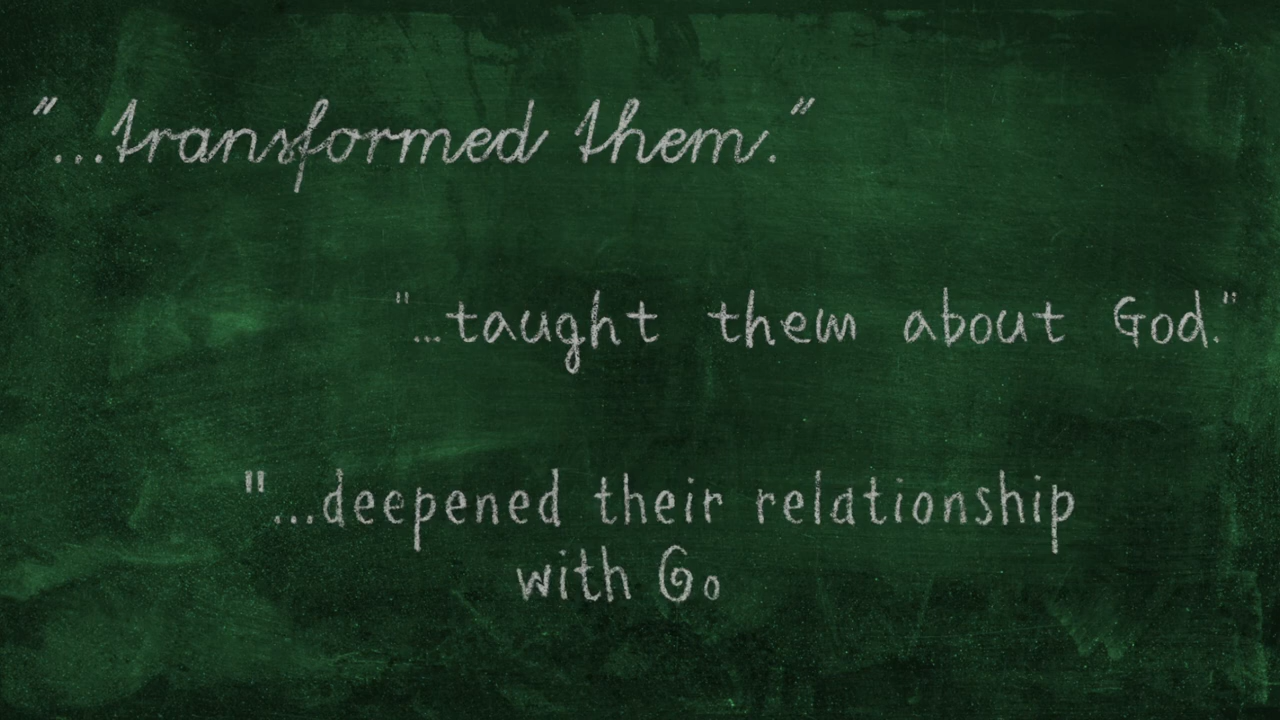 “...transformed them.”
"...taught them about God."
"...deepened their relationship
with Go